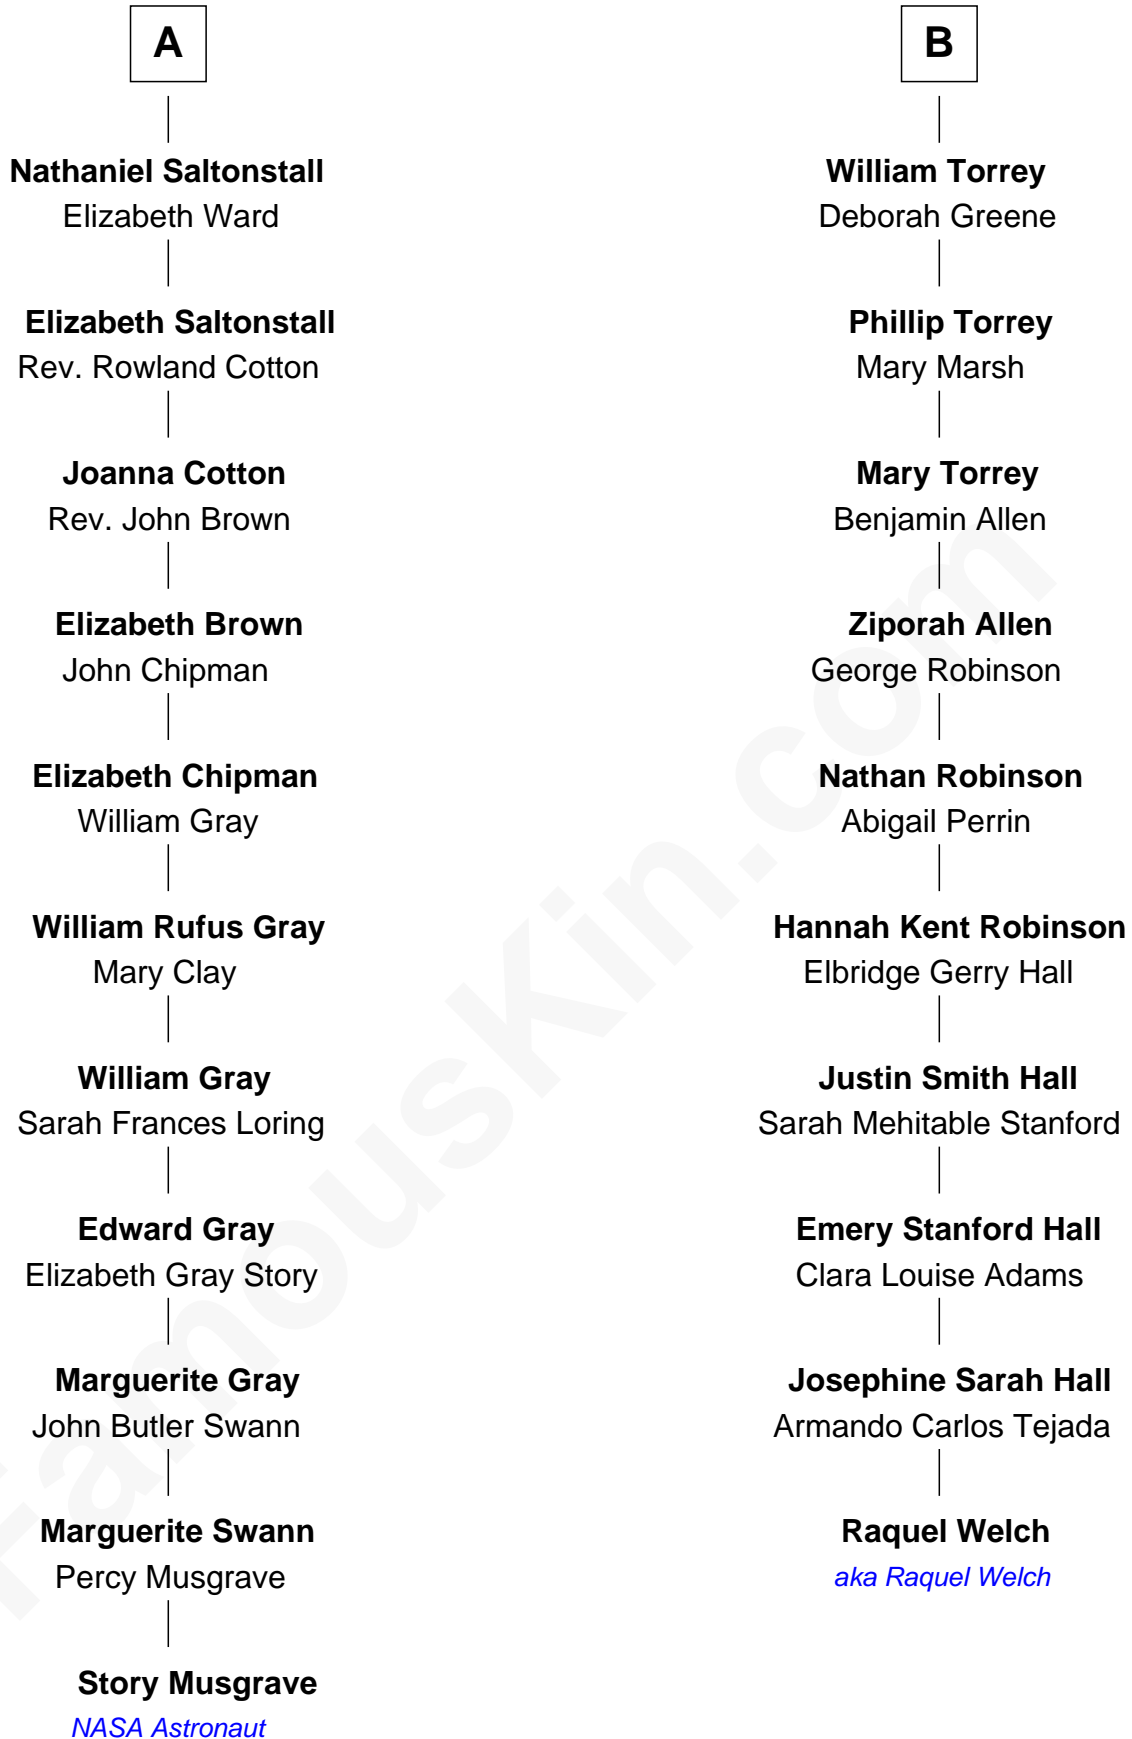 A
Nathaniel Saltonstall
Elizabeth Ward
Elizabeth Saltonstall
Rev. Rowland Cotton
Joanna Cotton
Rev. John Brown
Elizabeth Brown
John Chipman
Elizabeth Chipman
William Gray
William Rufus Gray
Mary Clay
William Gray
Sarah Frances Loring
Edward Gray
Elizabeth Gray Story
Marguerite Gray
John Butler Swann
Marguerite Swann
Percy Musgrave
Story Musgrave
NASA Astronaut
B
William Torrey
Deborah Greene
Phillip Torrey
Mary Marsh
Mary Torrey
Benjamin Allen
Ziporah Allen
George Robinson
Nathan Robinson
Abigail Perrin
Hannah Kent Robinson
Elbridge Gerry Hall
Justin Smith Hall
Sarah Mehitable Stanford
Emery Stanford Hall
Clara Louise Adams
Josephine Sarah Hall
Armando Carlos Tejada
Raquel Welch
aka Raquel Welch
FamousKin.com